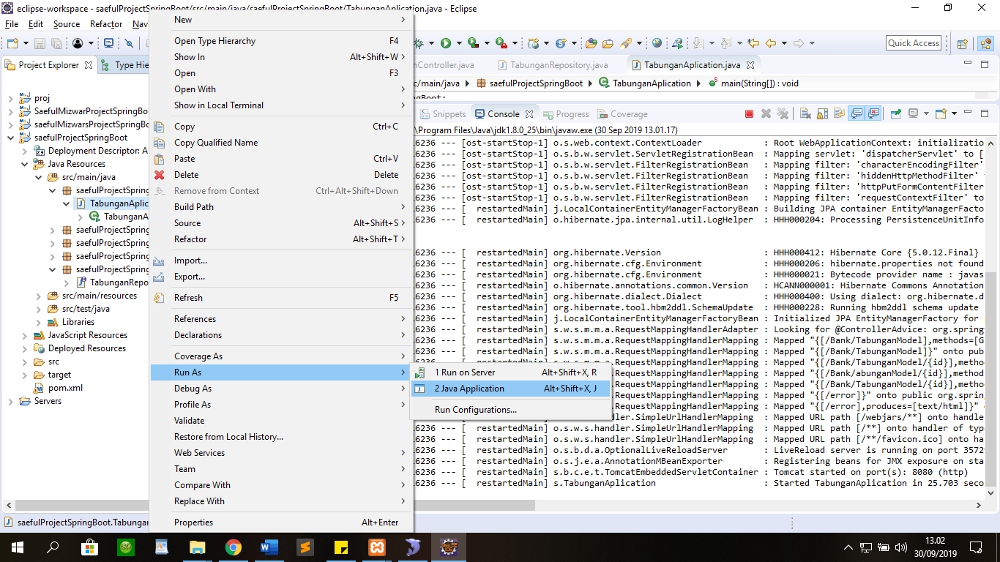 eclipse-workspace - saefulProjectSpringBoot/src/main/java/saefulProjectSpringBoot/TabunganAplication.java - Eclipse
File Edit Source Refactor Nav
Quick Access
Project Explorer
Type Hie
nController.java
TabunganRepository.java
TabunganAplication.java
proj
SaefulMizwarProjectSpringBo
saefulMizwarProjectSpringBo
saefulProjectSpringBoot
Deployment Descriptor: A
Java Resources
src/main/java
saefulProjectSpring
TabunganAplic
TabunganA
saefulProjectSpring
saefulProjectSpring
saefulProjectSpring
saefulProjectSpring
TabunganRepo
src/main/resources
src/test/java
Libraries
JavaScript Resources
Deployed Resources
src
target
pom.xml
Servers
New
Open Type Hierarchy F4
Show In Alt+Shift+W
Open F3
Open With
Show in Local Terminal
Copy Ctrl+C
Copy Qualified Name
Paste Ctrl+V
Delete Delete
Remove from Context Ctrl+Alt+Shift+Down
Build Path
Source Alt+Shift+S
Refactor Alt+Shift+T
Import...
Export...
Refresh F5
References
Declarations
Coverage As
Run As
Debug As
Profile As
Validate
Restore from Local History...
Web Services
Team
Compare With
Replace With
Properties Alt+Enter
1 Run on Server Alt+Shift+X, R
2 Java Application Alt+Shift+X, J
Run Configurations...
c/main/java saefulProjectSpringBoot TabunganAplication main(String[]) : void
Snippets Console Progress Coverage
\Program Files\Java\jdk1.8.0_25\bin\javaw.exe (30 Sep 2019 13.01.17)
6236 --- [ost-startStop-1] o.s.web.context.ContextLoader : Root WebApplicationContext: initializatio
6236 --- [ost-startStop-1] o.s.b.w.servlet.ServletRegistrationBean : Mapping servlet: 'dispatcherServlet' to [
6236 --- [ost-startStop-1] o.s.b.w.servlet.FilterRegistrationBean : Mapping filter: 'characterEncodingFilter'
6236 --- [ost-startStop-1] o.s.b.w.servlet.FilterRegistrationBean : Mapping filter: 'hiddenHttpMethodFilter'
6236 --- [ost-startStop-1] o.s.b.w.servlet.FilterRegistrationBean : Mapping filter: 'httpPutFormContentFilter
6236 --- [ost-startStop-1] o.s.b.w.servlet.FilterRegistrationBean : Mapping filter: 'requestContextFilter' to
6236 --- [ restartedMain] j.LocalContainerEntityManagerFactoryBean : Building JPA container EntityManagerFacto
6236 --- [ restartedMain] o.hibernate.jpa.internal.util.LogHelper : HHH000204: Processing PersistenceUnitInfo
6236 --- [ restartedMain] org.hibernate.Version : HHH000412: Hibernate Core {5.0.12.Final}
6236 --- [ restartedMain] org.hibernate.cfg.Environment : HHH000206: hibernate.properties not found
6236 --- [ restartedMain] org.hibernate.cfg.Environment : HHH000021: Bytecode provider name : javas
6236 --- [ restartedMain] o.hibernate.annotations.common.Version : HCANN000001: Hibernate Commons Annotation
6236 --- [ restartedMain] org.hibernate.dialect.Dialect : HHH000400: Using dialect: org.hibernate.d
6236 --- [ restartedMain] org.hibernate.tool.hbm2ddl.SchemaUpdate : HHH000228: Running hbm2ddl schema update
6236 --- [ restartedMain] j.LocalContainerEntityManagerFactoryBean : Initialized JPA EntityManagerFactory for
6236 --- [ restartedMain] s.w.s.m.m.a.RequestMappingHandlerAdapter : Looking for @ControllerAdvice: org.spring
6236 --- [ restartedMain] s.w.s.m.m.a.RequestMappingHandlerMapping : Mapped "{[/Bank/TabunganModel],methods=[G
6236 --- [ restartedMain] s.w.s.m.m.a.RequestMappingHandlerMapping : Mapped "{[/Bank/TabunganModel]}" onto pub
RequestMappingHandlerMapping : Mapped "{[/Bank/TabunganModel/{id}],metho
RequestMappingHandlerMapping : Mapped "{[/Bank/abunganModel/{id}],method
RequestMappingHandlerMapping : Mapped "{[/Bank/TabunganModel/{id}],metho
RequestMappingHandlerMapping : Mapped "{[/error]}" onto public org.sprin
RequestMappingHandlerMapping : Mapped "{[/error],produces=[text/html]}"
handler.SimpleUrlHandlerMapping : Mapped URL path [/webjars/**] onto handle
6236 --- [ restartedMain] o.s.w.s.handler.SimpleUrlHandlerMapping : Mapped URL path [/**] onto handler of typ
6236 --- [ restartedMain] o.s.w.s.handler.SimpleUrlHandlerMapping : Mapped URL path [/**/favicon.ico] onto ha
6236 --- [ restartedMain] o.s.b.d.a.OptionalLiveReloadServer : LiveReload server is running on port 35729
6236 --- [ restartedMain] o.s.j.e.a.AnnotationMBeanExporter : Registering beans for JMX exposure on sta
6236 --- [ restartedMain] s.b.c.e.t.TomcatEmbeddedServletContainer : Tomcat started on port(s): 8080 (http)
6236 --- [ restartedMain] s.TabunganAplication : Started TabunganAplication in 25.703 seco
saefulProjectSpringBoot.Tabungan
13.02
30/09/2019